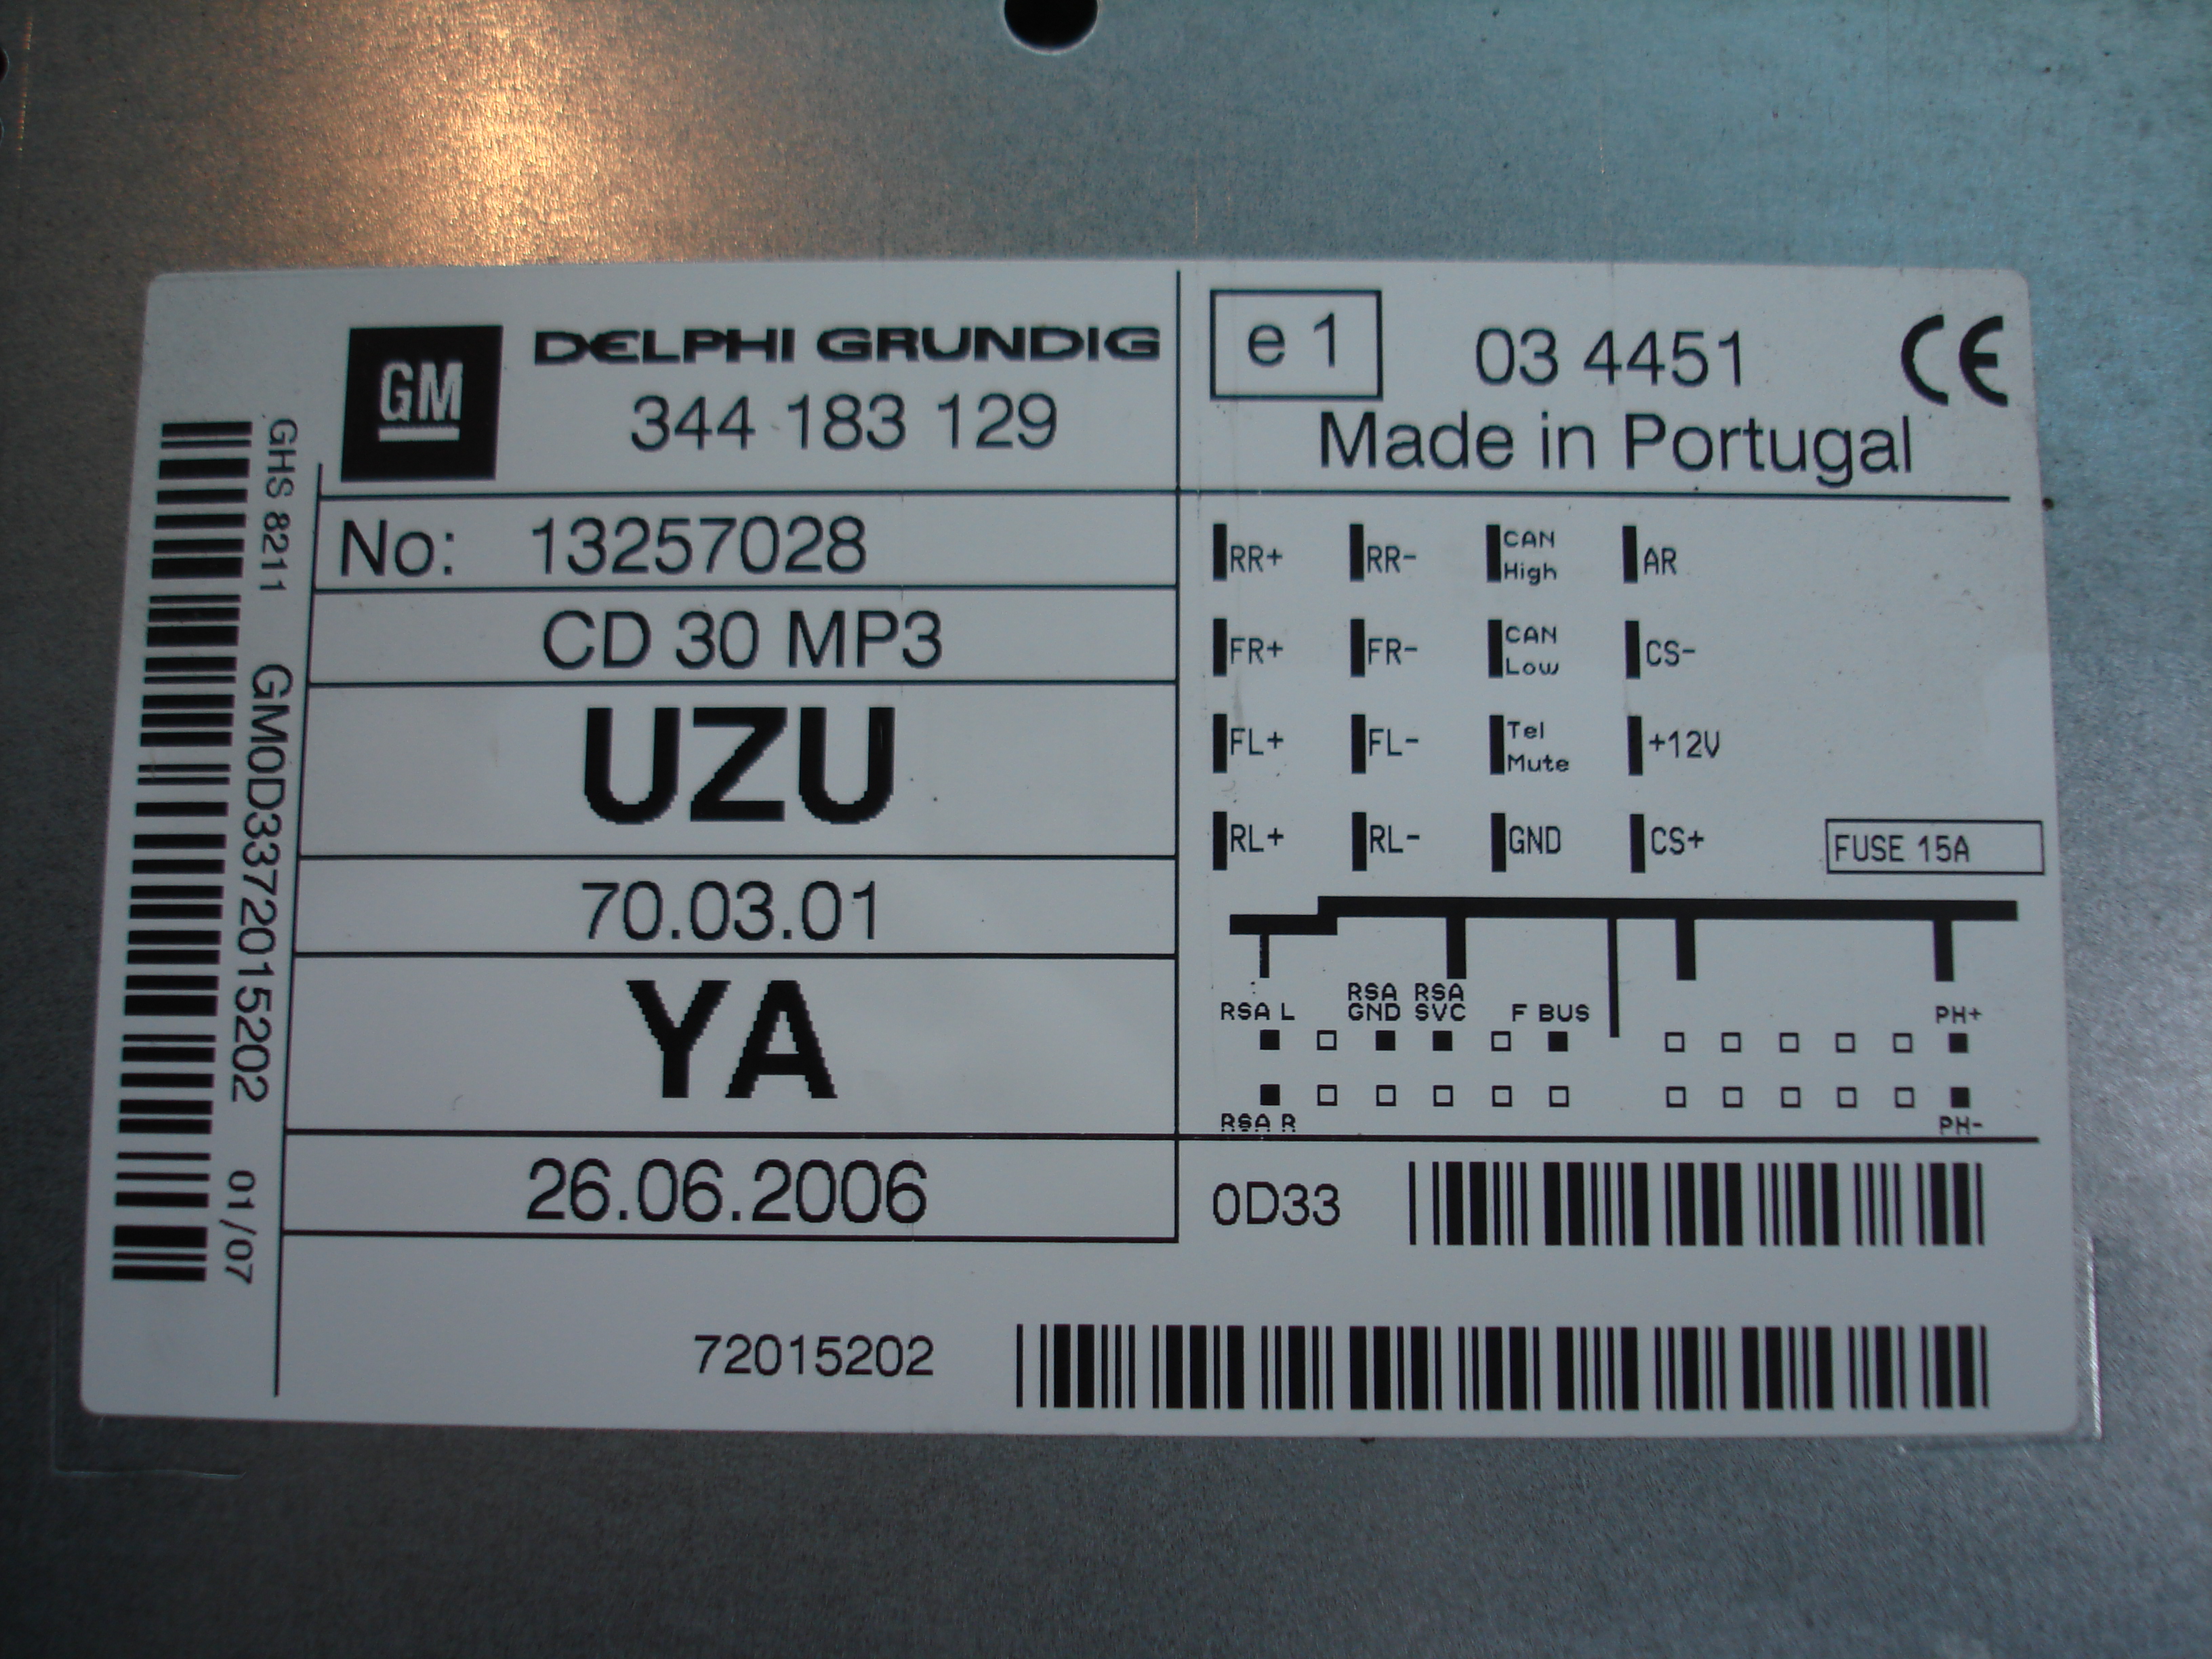 GM
DELPHI GRUNDIG
344 183 129
No: 13257028
CD 30 MP3
UZU
70.03.01
YA
26.06.2006
72015202
GHS 8211 GM0D3372015202 01/07
e1 03 4451 CE
Made in Portugal
RR+ RR- CAN High AR
FR+ FR- CAN Low CS-
FL+ FL- Tel Mute +12V
RL+ RL- GND CS+
FUSE 15A
RSA L RSA GND RSA SVC F BUS PH+
RSA R PH-
0D33